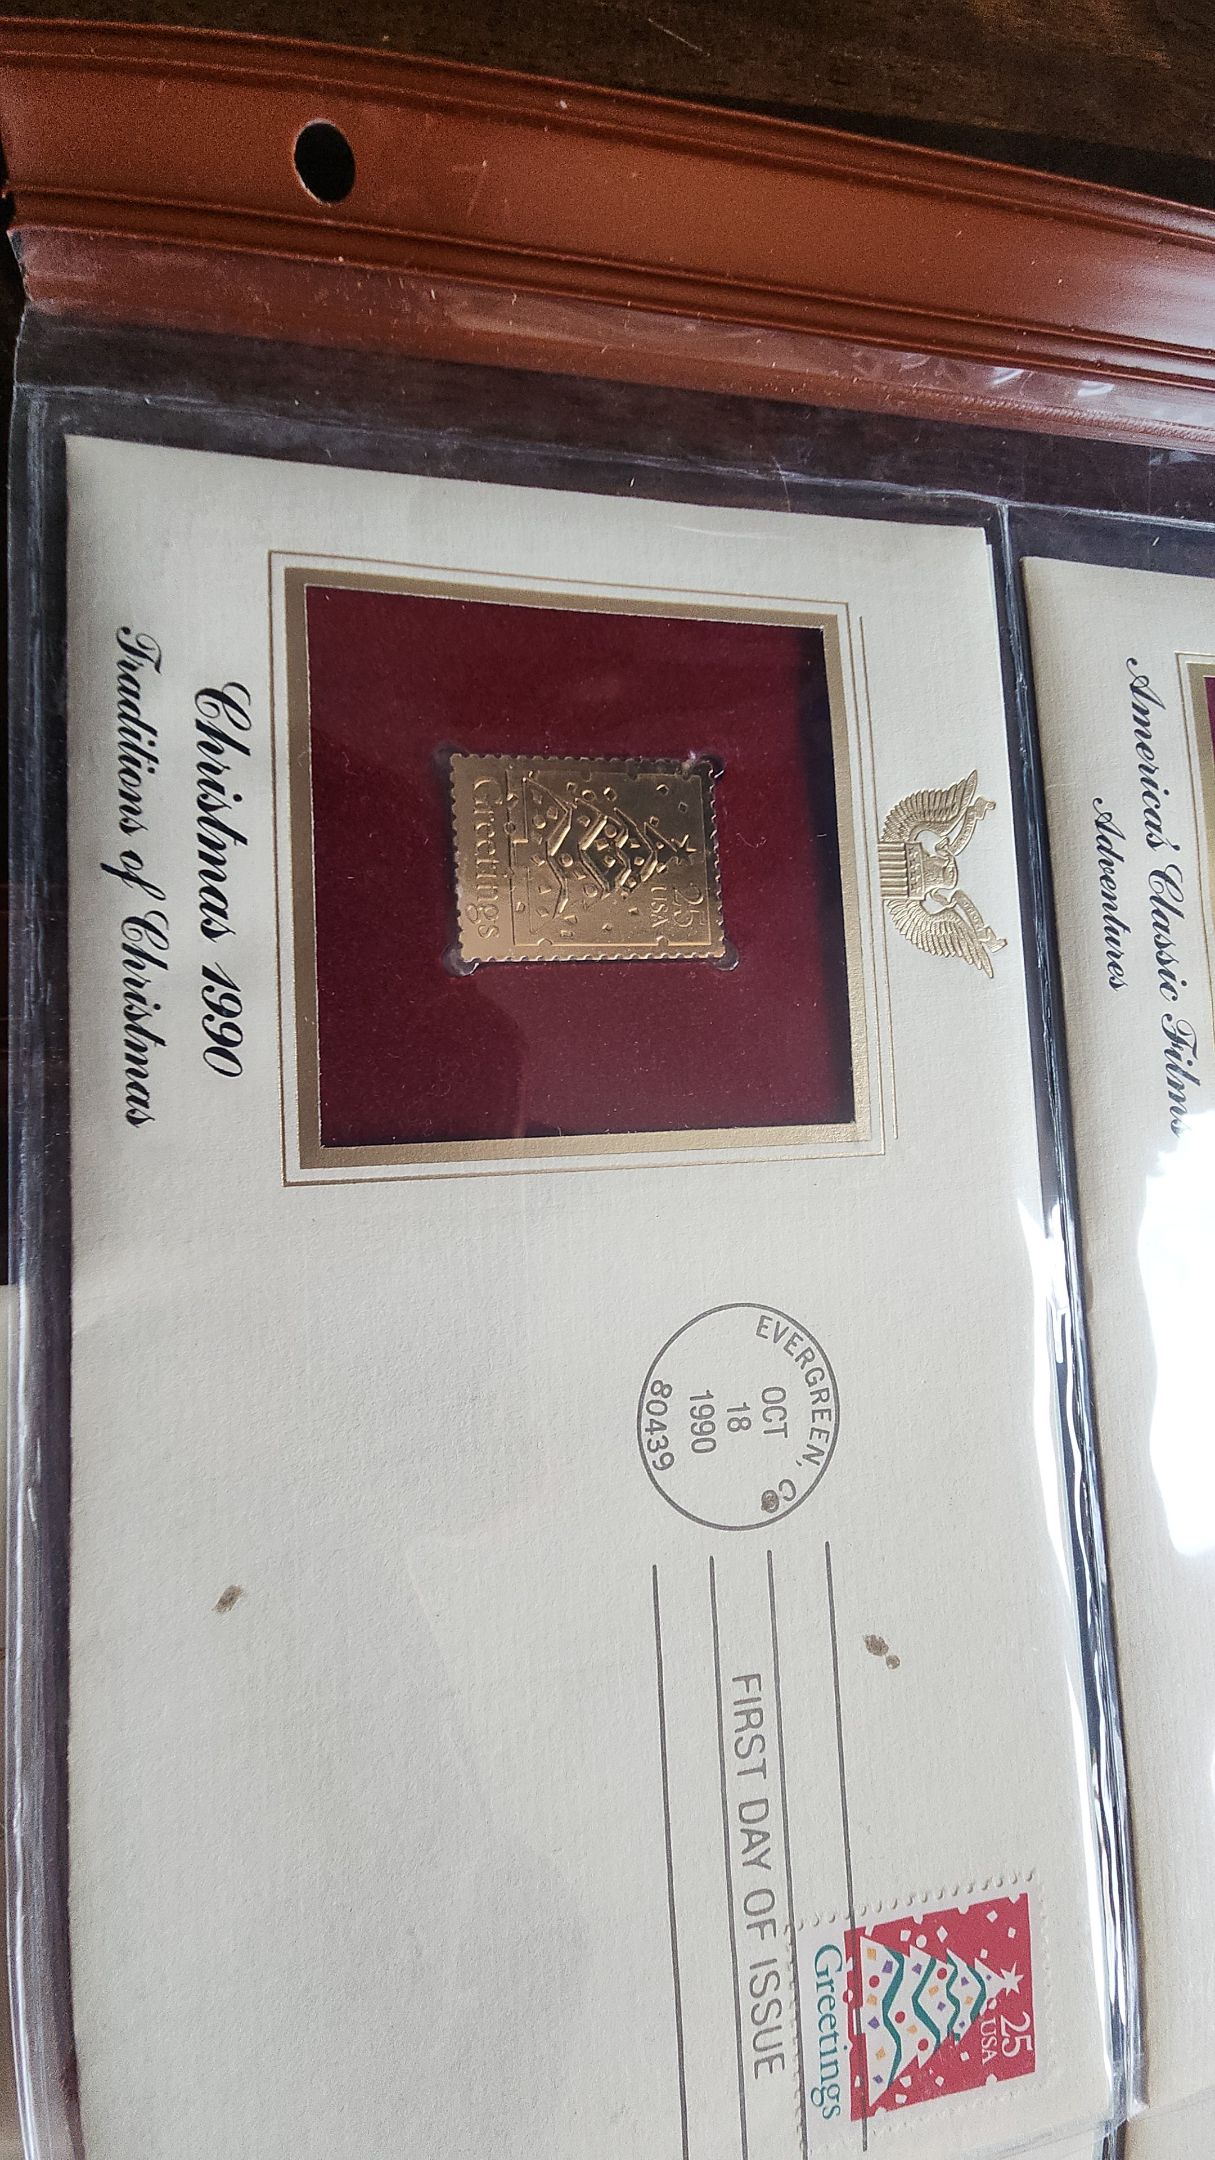 25
USA
Greetings
Christmas 1990
Traditions of Christmas
EVERGREEN, CO
OCT
18
1990
80439
FIRST DAY OF ISSUE
25
USA
Greetings
America's Classic Films
Adventures